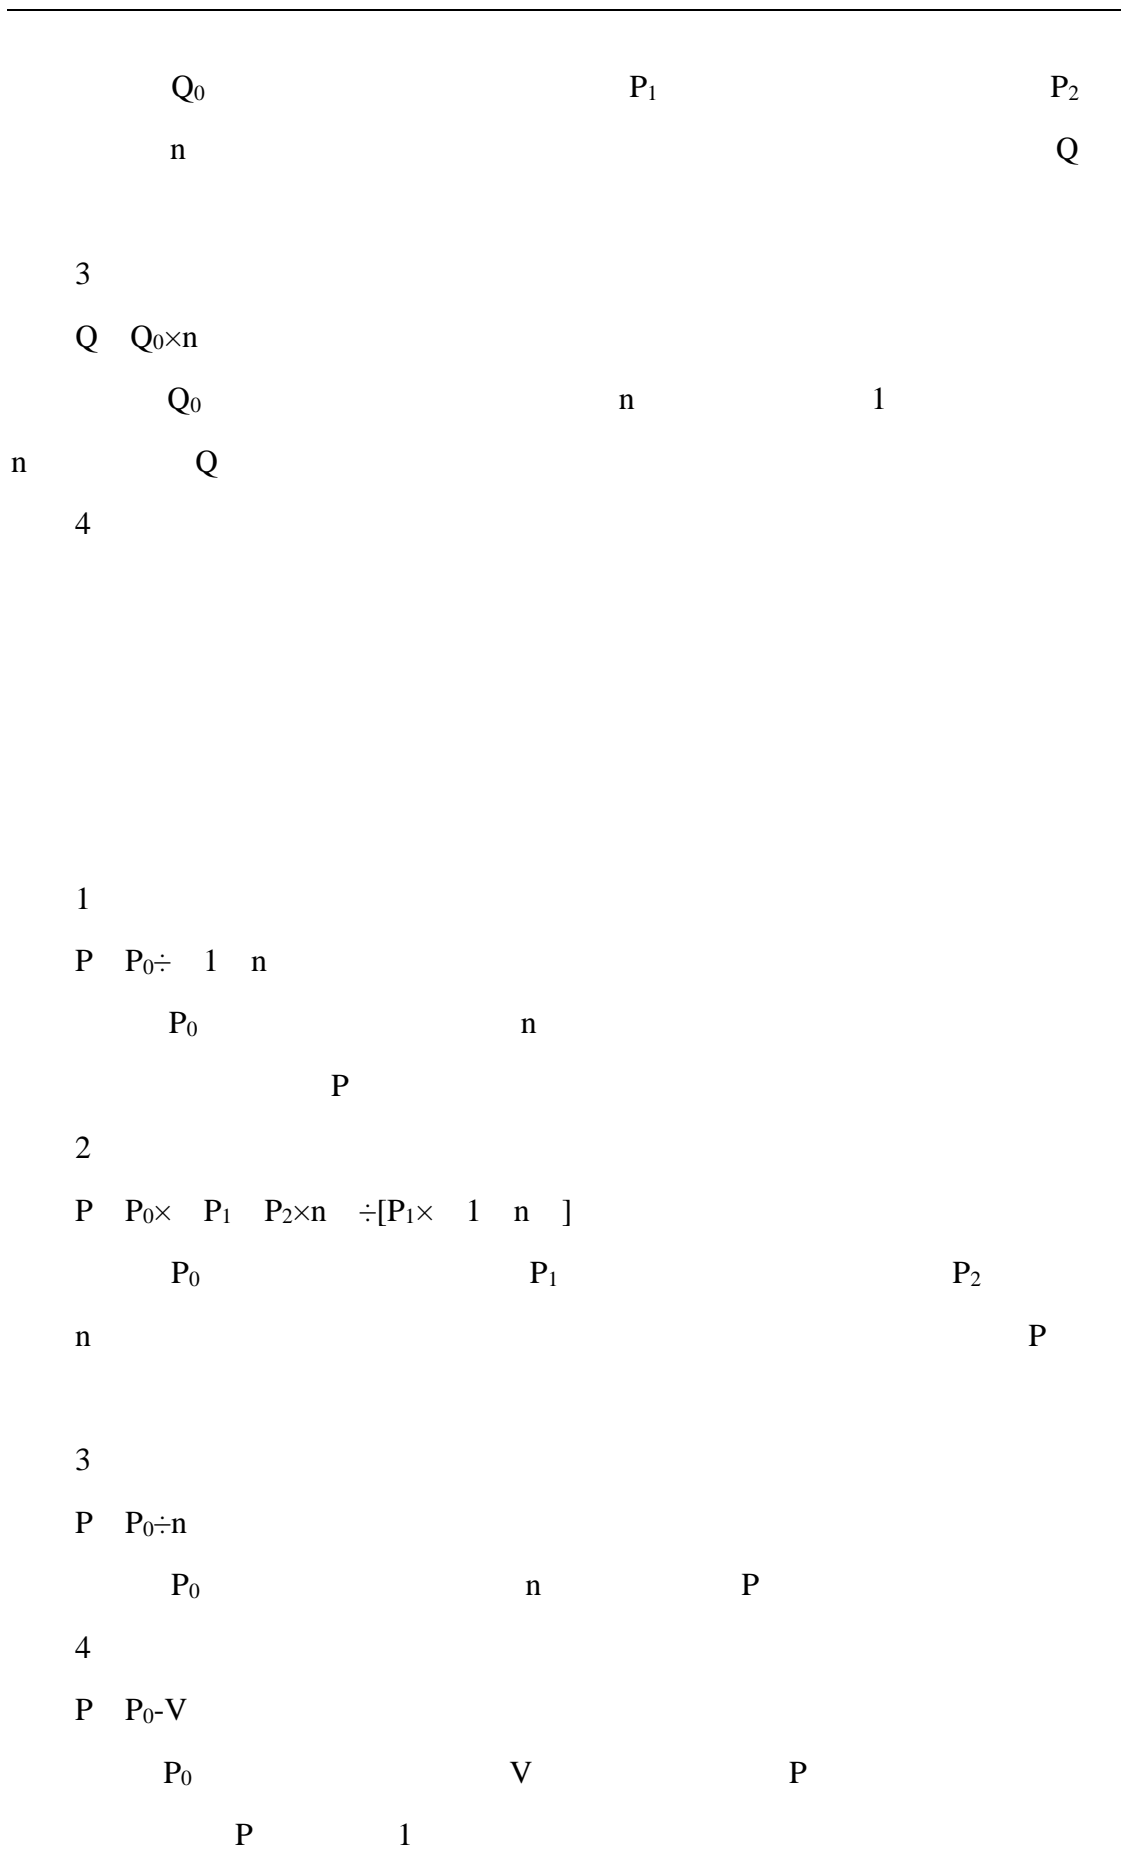 Q₀ P₁ P₂
n Q
3
Q Q₀×n
Q₀ n 1
n Q
4
1
P P₀÷ 1 n
P₀ n
P
2
P P₀× P₁ P₂×n ÷[P₁× 1 n ]
P₀ P₁ P₂
n P
3
P P₀÷n
P₀ n P
4
P P₀-V
P₀ V P
P 1